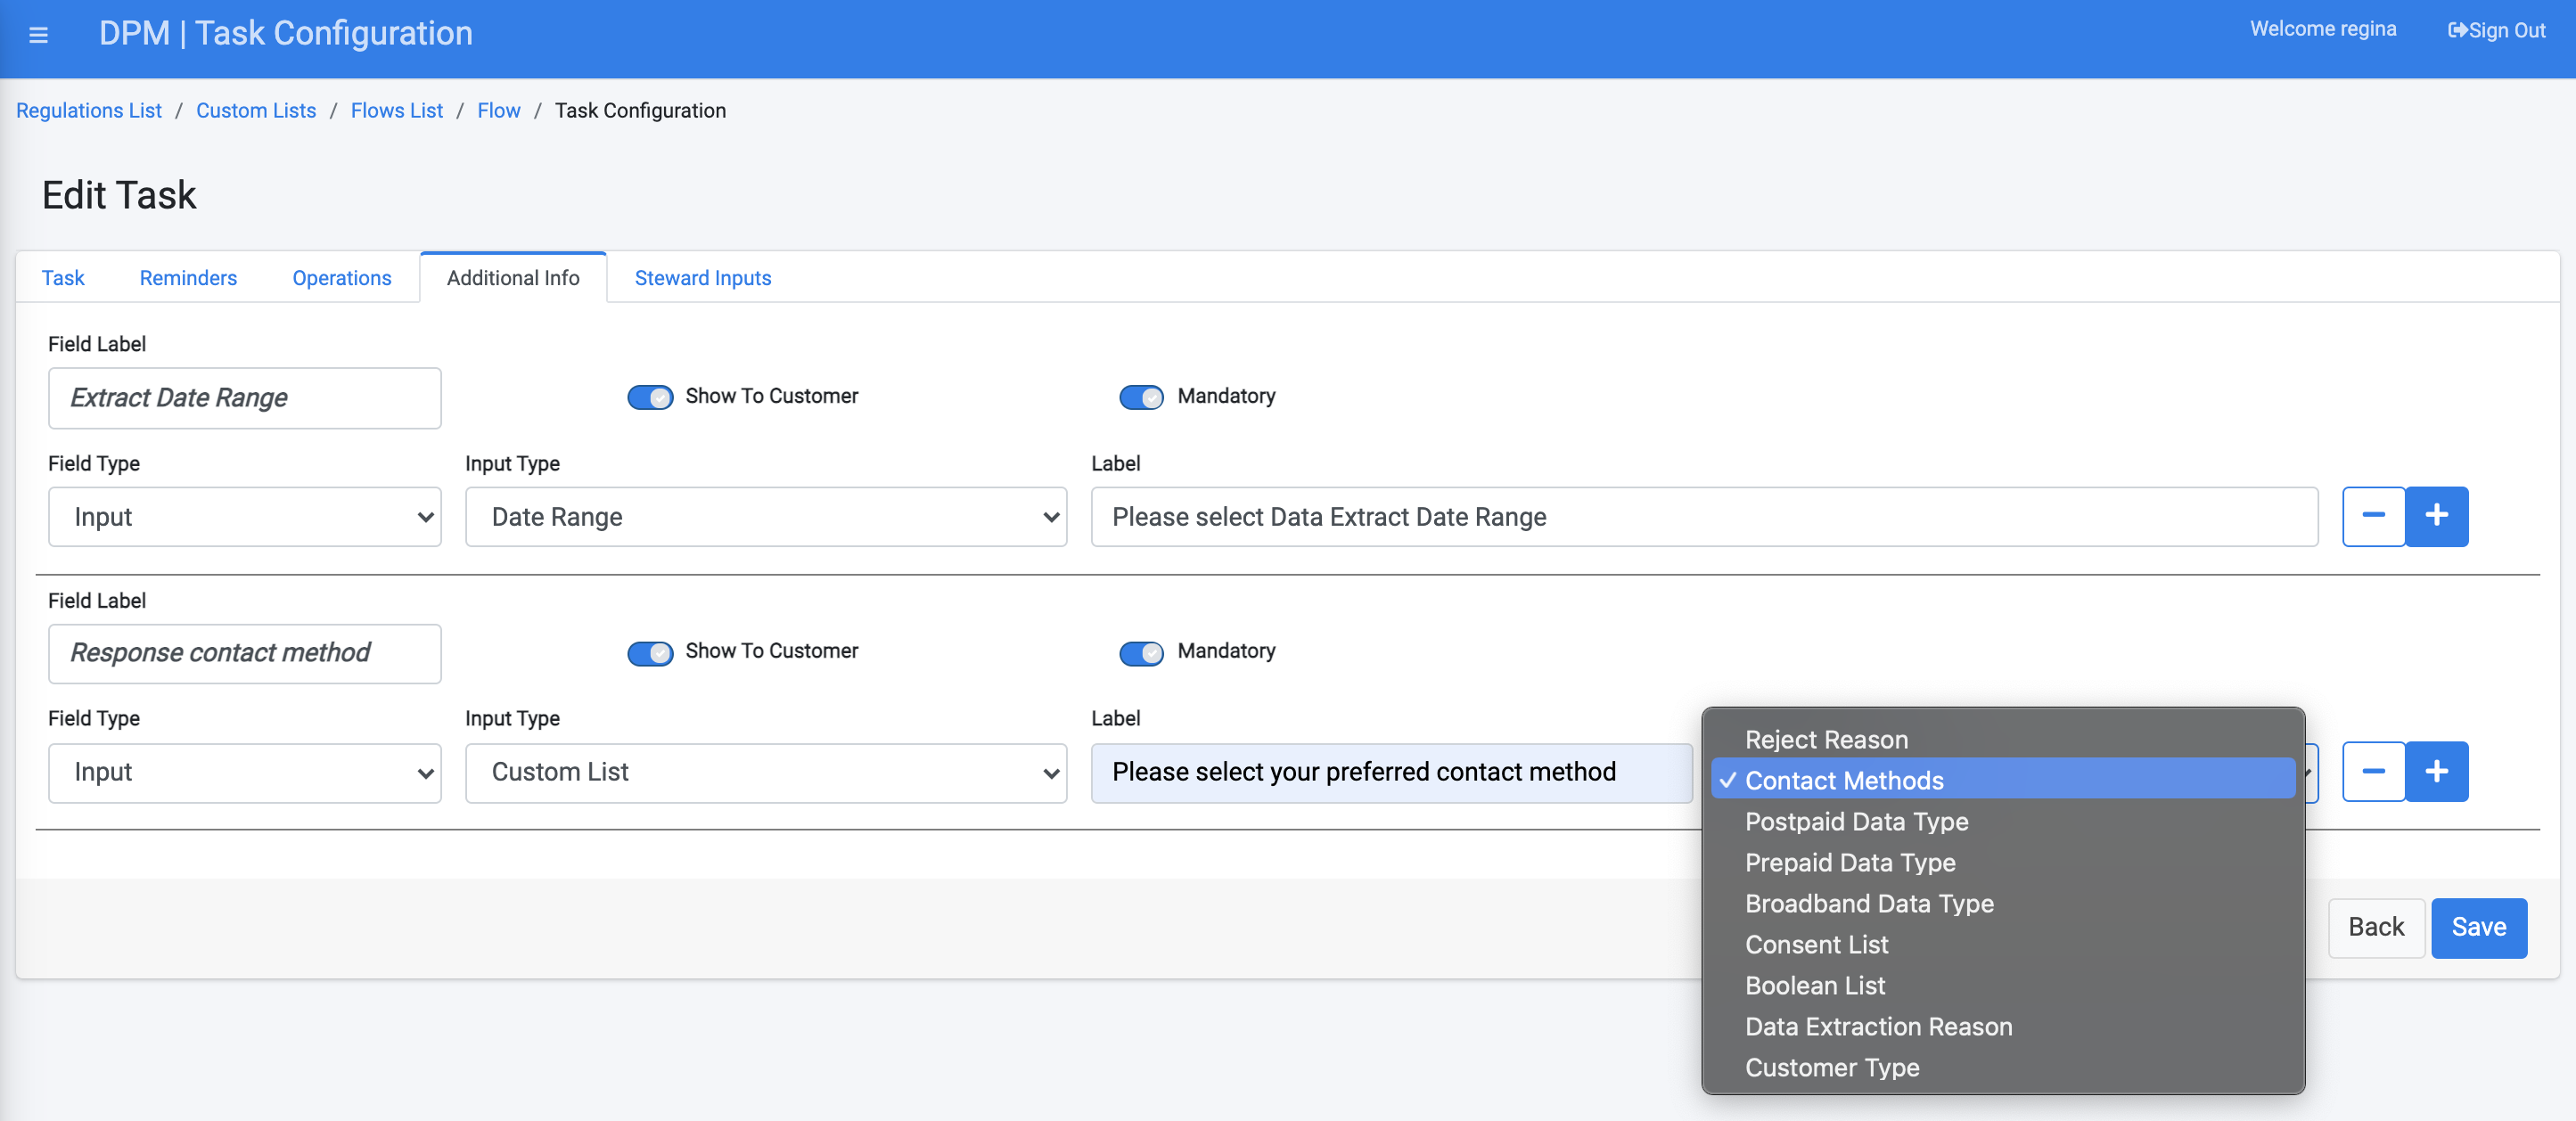 DPM | Task Configuration
Welcome regina
Sign Out
Regulations List / Custom Lists / Flows List / Flow / Task Configuration
Edit Task
Task
Reminders
Operations
Additional Info
Steward Inputs
Field Label
Extract Date Range
Show To Customer
Mandatory
Field Type
Input Type
Label
Input
Date Range
Please select Data Extract Date Range
Field Label
Response contact method
Show To Customer
Mandatory
Field Type
Input Type
Label
Input
Custom List
Please select your preferred contact method
Reject Reason
Contact Methods
Postpaid Data Type
Prepaid Data Type
Broadband Data Type
Consent List
Boolean List
Data Extraction Reason
Customer Type
Back
Save